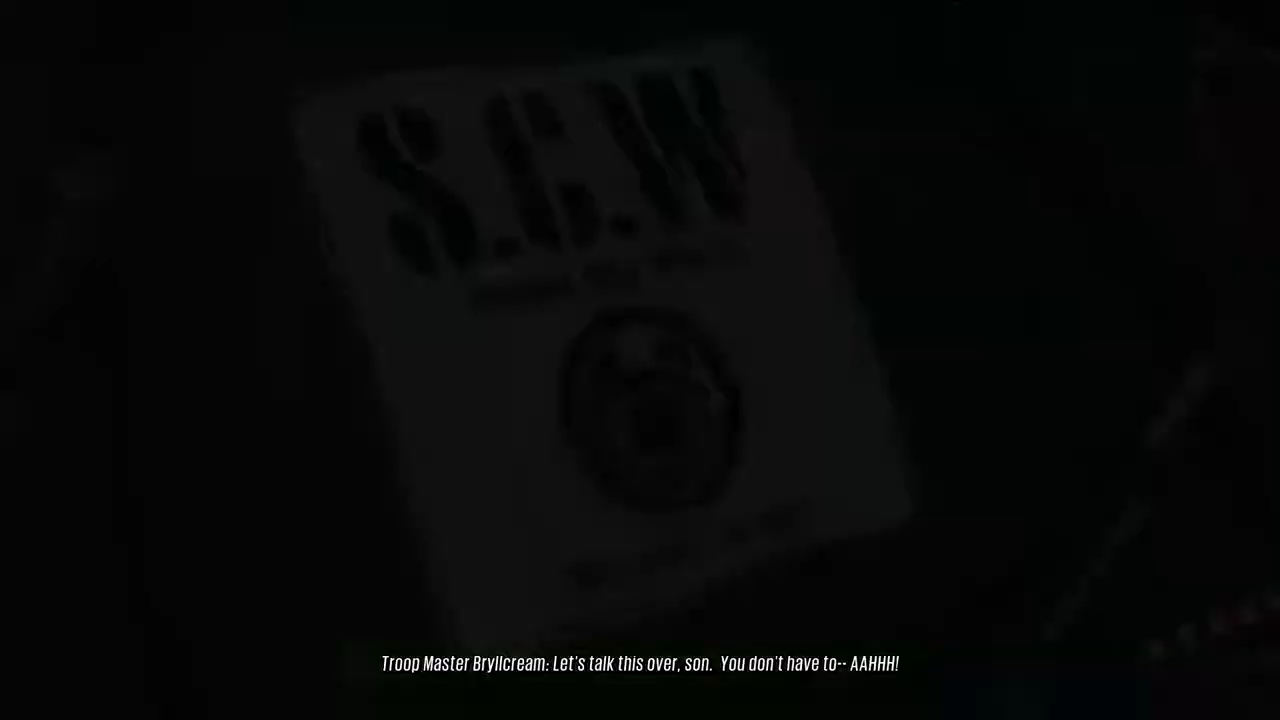 S.C.W
Troop Master Bryllcream: Let's talk this over, son. You don't have to-- AAHHH!